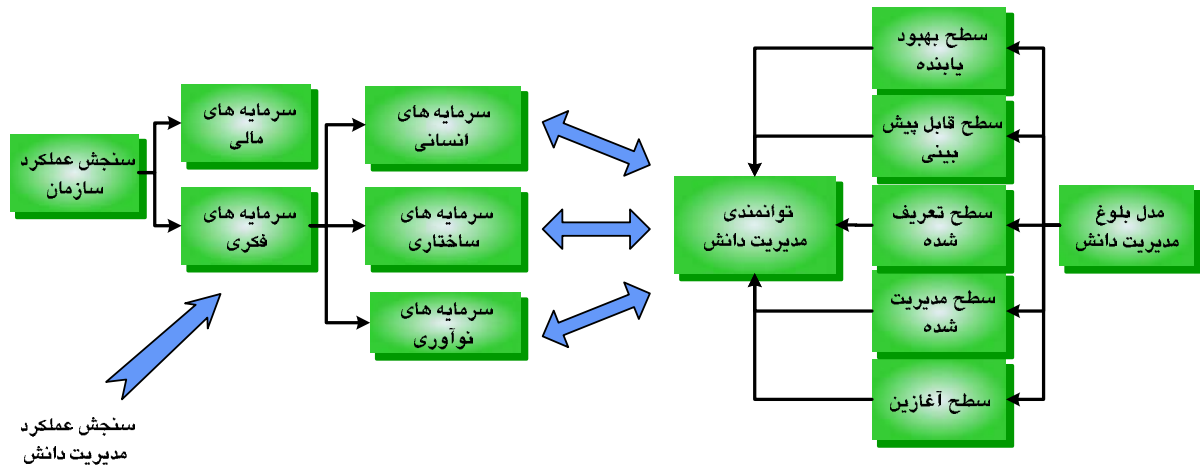 سنجش عملکرد
سازمان
سرمایه های
مالی
سرمایه های
فکری
سرمایه های
انسانی
سرمایه های
ساختاری
سرمایه های
نوآوری
سنجش عملکرد
مدیریت دانش
توانمندی
مدیریت دانش
سطح بهبود
یابنده
سطح قابل پیش
بینی
سطح تعریف
شده
سطح مدیریت
شده
سطح آغازین
مدل بلوغ
مدیریت دانش